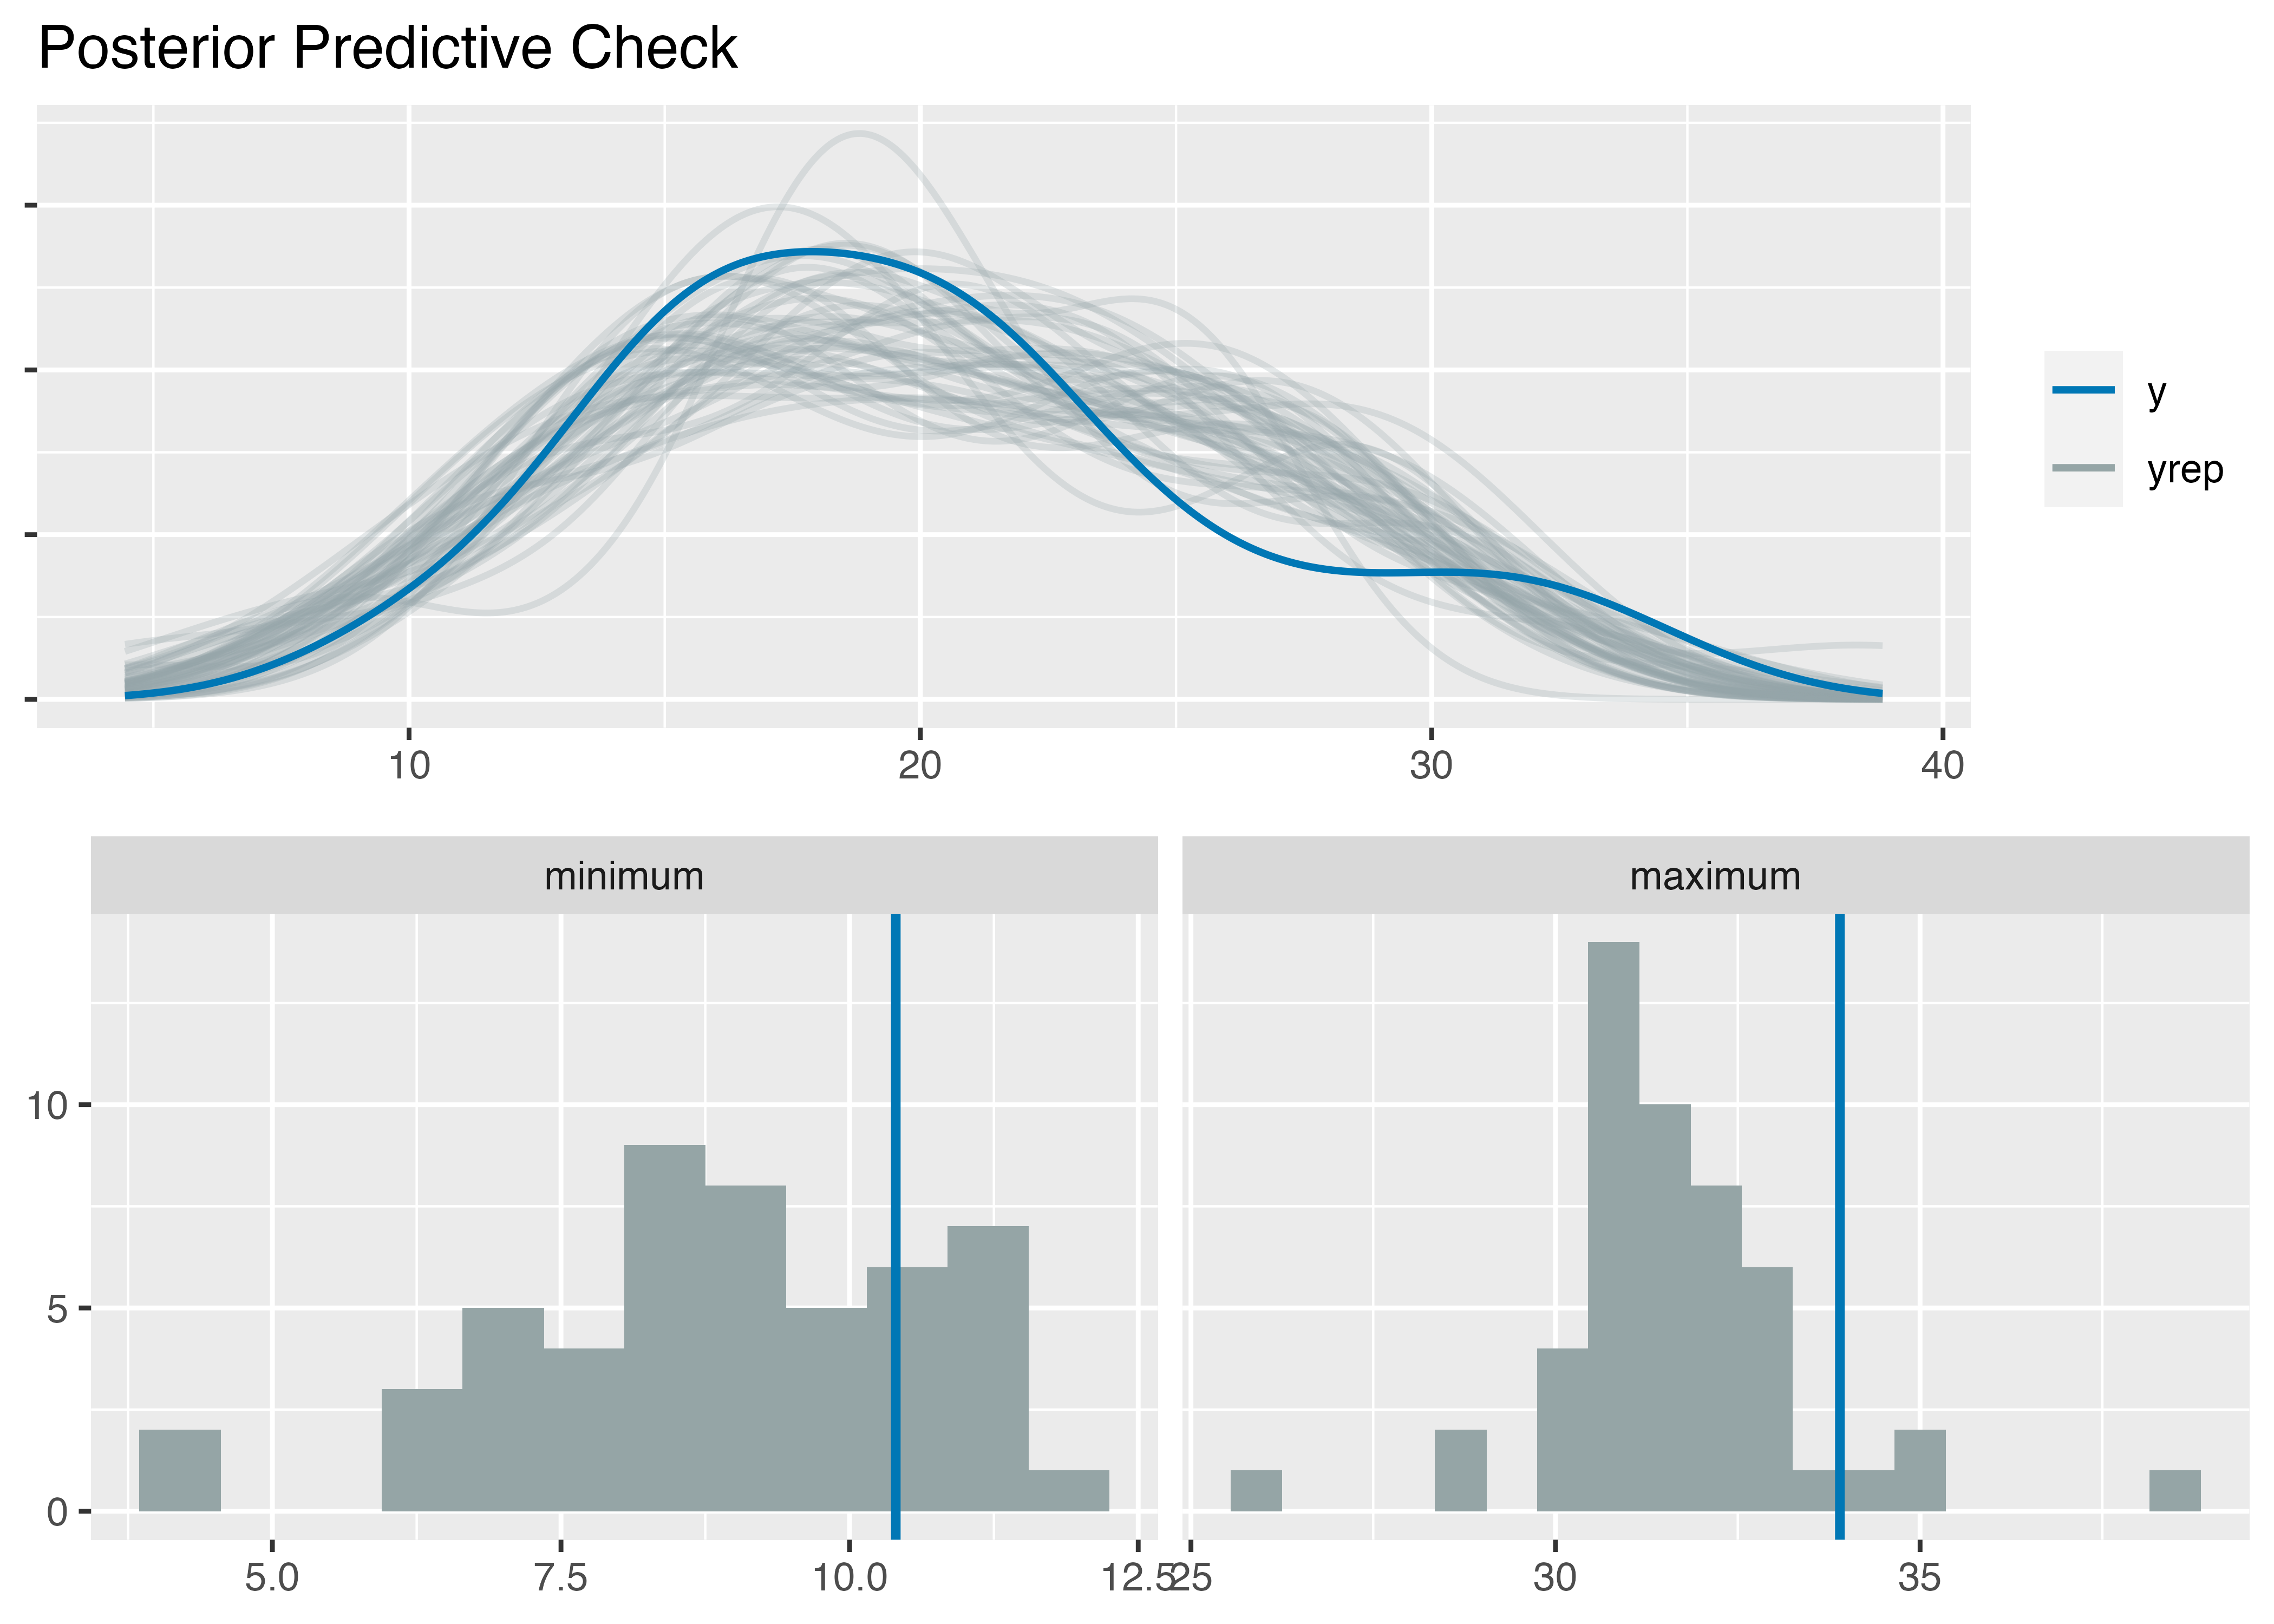 Posterior Predictive Check
y
yrep
10 20 30 40
minimum maximum
10
5
0
5.0 7.5 10.0 12.5 25 30 35